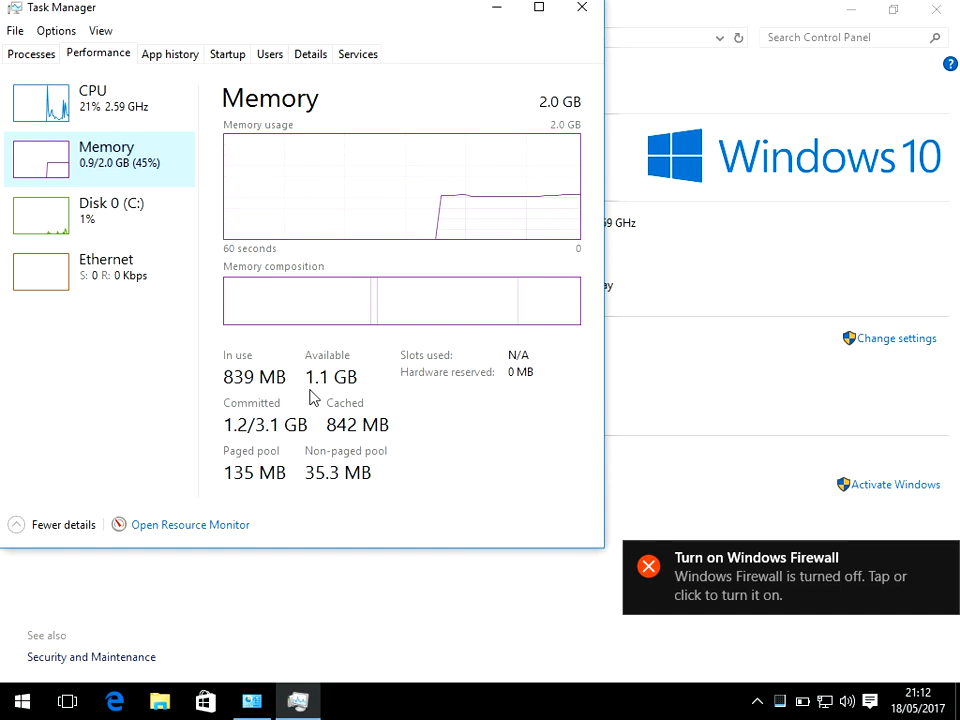 Task Manager
File Options View
Processes Performance App history Startup Users Details Services
CPU
21% 2.59 GHz
Memory
0.9/2.0 GB (45%)
Disk 0 (C:)
1%
Ethernet
S: 0 R: 0 Kbps
Memory 2.0 GB
Memory usage 2.0 GB
60 seconds 0
Memory composition
In use Available Slots used: N/A
839 MB 1.1 GB Hardware reserved: 0 MB
Committed Cached
1.2/3.1 GB 842 MB
Paged pool Non-paged pool
135 MB 35.3 MB
Fewer details Open Resource Monitor
Search Control Panel
?
Windows 10
GHz
ay
Change settings
Activate Windows
Turn on Windows Firewall
Windows Firewall is turned off. Tap or
click to turn it on.
See also
Security and Maintenance
21:12
18/05/2017